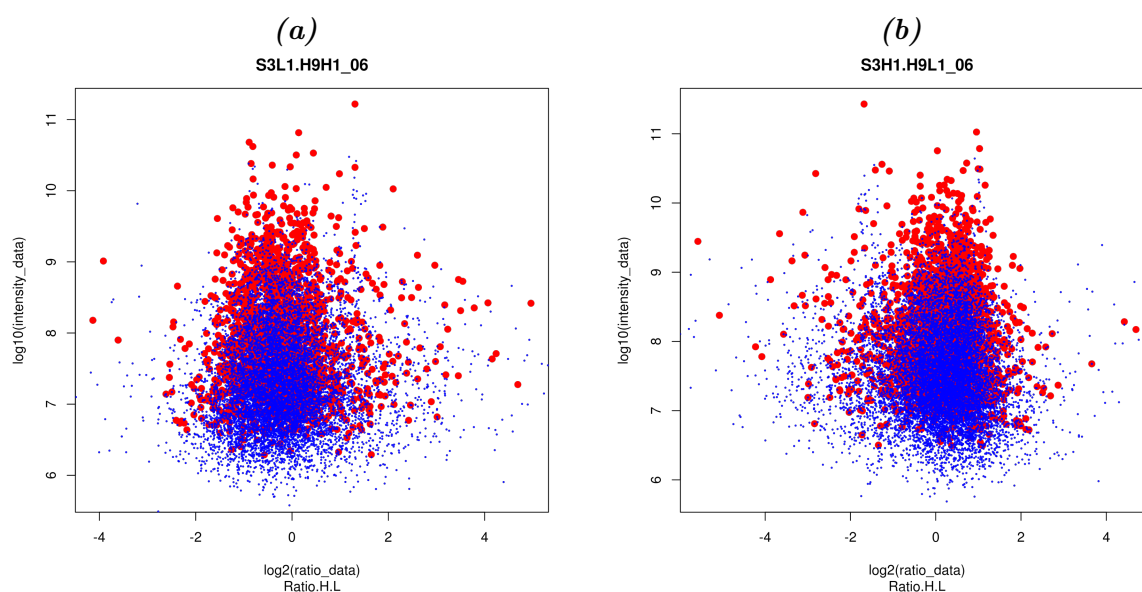 (a)
S3L1.H9H1_06
log10(intensity_data)
11
10
9
8
7
6
-4
-2
0
2
4
log2(ratio_data)
Ratio.H.L
(b)
S3H1.H9L1_06
log10(intensity_data)
11
10
9
8
7
6
-4
-2
0
2
4
log2(ratio_data)
Ratio.H.L